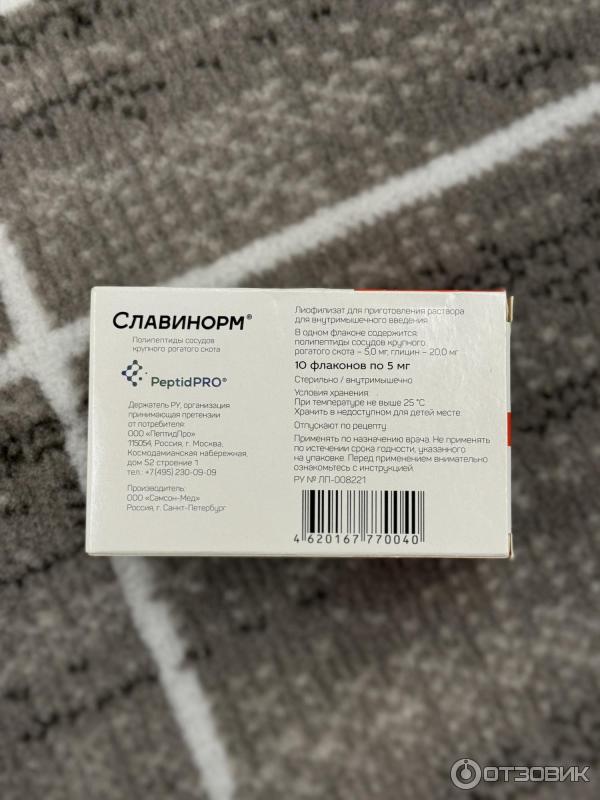 СЛАВИНОРМ®
Полипептиды сосудов
крупного рогатого скота
PeptidPRO®
Держатель РУ, организация
принимающая претензии
от потребителя:
ООО «ПептидПро»
115054, Россия, г. Москва,
Космодамианская набережная,
дом 52 строение 1
тел.: +7(495) 230-09-09
Производитель:
ООО «Самсон-Мед»
Россия, г. Санкт-Петербург
Лиофилизат для приготовления раствора
для внутримышечного введения
В одном флаконе содержится:
полипептиды сосудов крупного
рогатого скота – 5,0 мг, глицин – 20,0 мг
10 флаконов по 5 мг
Стерильно / внутримышечно
Условия хранения:
При температуре не выше 25 °С
Хранить в недоступном для детей месте
Отпускают по рецепту
Применять по назначению врача. Не применять
по истечении срока годности, указанного
на упаковке. Перед применением внимательно
ознакомьтесь с инструкцией.
РУ № ЛП-008221
4 620167 770040
ОТЗОВИК